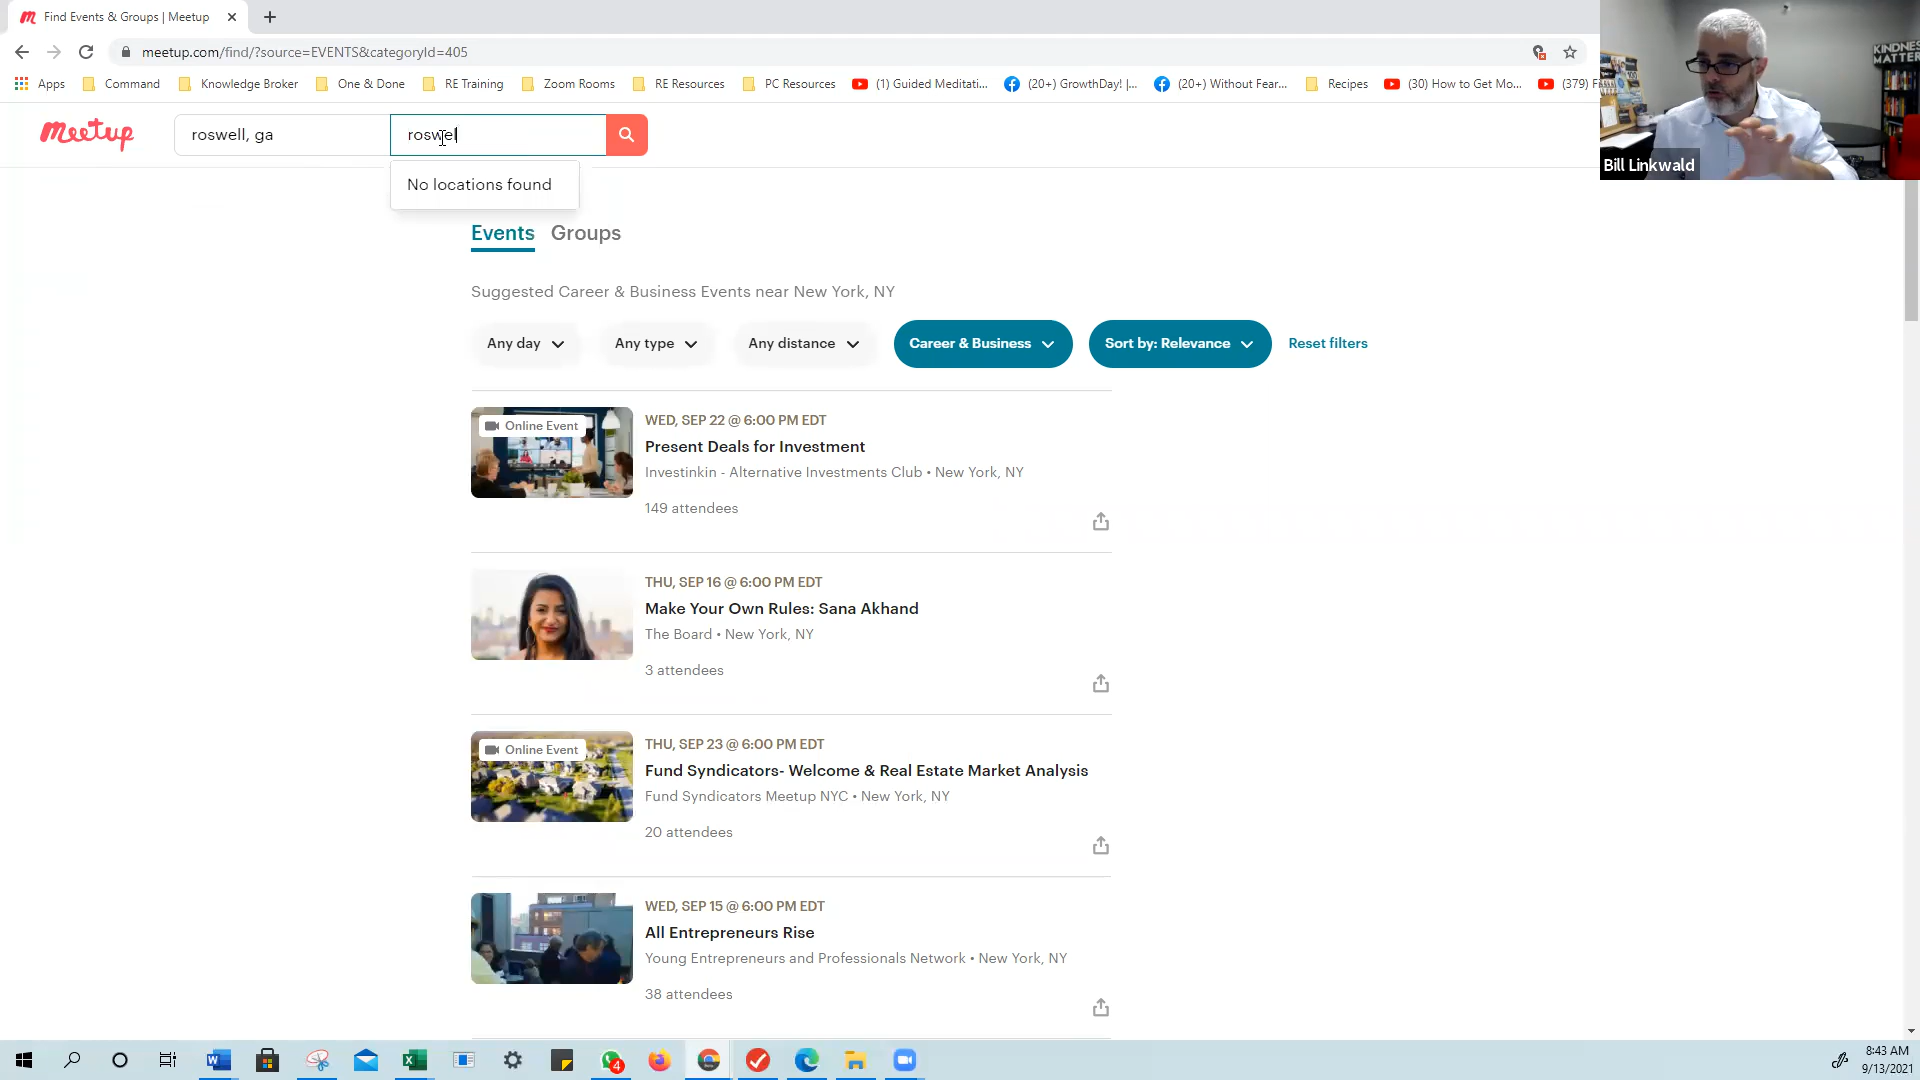 Find Events & Groups | Meetup
meetup.com/find/?source=EVENTS&categoryId=405
Apps Command Knowledge Broker One & Done RE Training Zoom Rooms RE Resources PC Resources (1) Guided Meditati... (20+) GrowthDay! |... (20+) Without Fear... Recipes (30) How to Get Mo... (379) F
KINDNESS
MATTER
Bill Linkwald
Meetup
roswell, ga
roswel
No locations found
Events Groups
Suggested Career & Business Events near New York, NY
Any day Any type Any distance Career & Business Sort by: Relevance Reset filters
Online Event
WED, SEP 22 @ 6:00 PM EDT
Present Deals for Investment
Investinkin - Alternative Investments Club • New York, NY
149 attendees
THU, SEP 16 @ 6:00 PM EDT
Make Your Own Rules: Sana Akhand
The Board • New York, NY
3 attendees
Online Event
THU, SEP 23 @ 6:00 PM EDT
Fund Syndicators- Welcome & Real Estate Market Analysis
Fund Syndicators Meetup NYC • New York, NY
20 attendees
WED, SEP 15 @ 6:00 PM EDT
All Entrepreneurs Rise
Young Entrepreneurs and Professionals Network • New York, NY
38 attendees
4
8:43 AM
9/13/2021